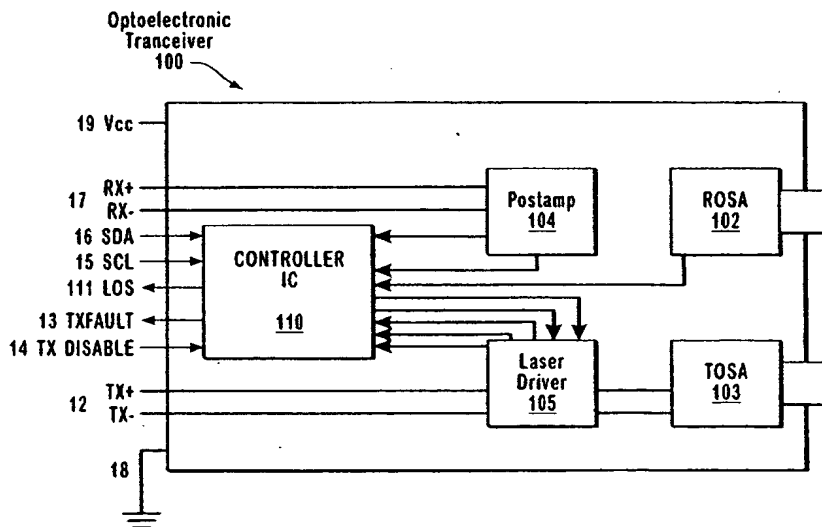 Optoelectronic
Tranceiver
100
19 Vcc
17
RX+
RX-
16 SDA
15 SCL
111 LOS
13 TXFAULT
14 TX DISABLE
12
TX+
TX-
18
CONTROLLER
IC
110
Postamp
104
ROSA
102
Laser
Driver
105
TOSA
103